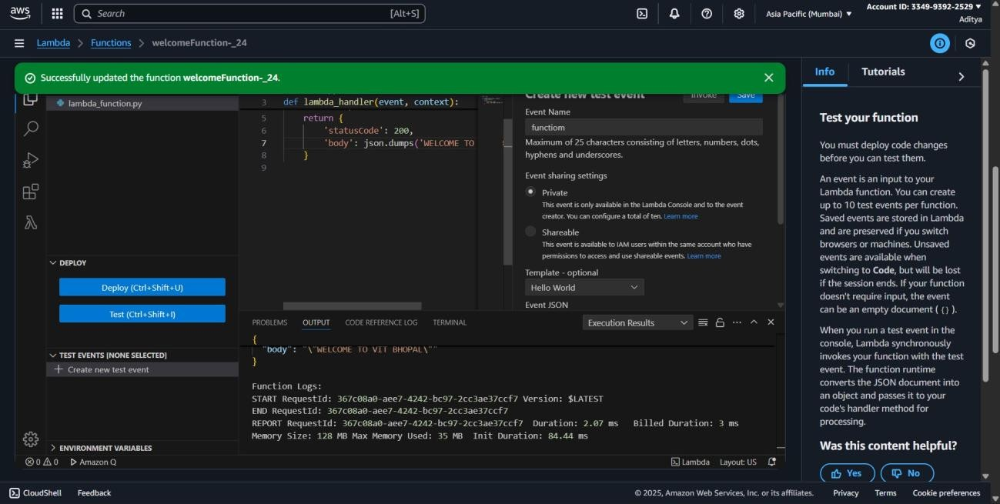 aws
Search [Alt+S]
Asia Pacific (Mumbai)
Account ID: 3349-9392-2529
Aditya
Lambda > Functions > welcomeFunction-_24
Successfully updated the function welcomeFunction-_24.
lambda_function.py
DEPLOY
Deploy (Ctrl+Shift+U)
Test (Ctrl+Shift+I)
TEST EVENTS [NONE SELECTED]
+ Create new test event
ENVIRONMENT VARIABLES
3 def lambda_handler(event, context):
5 return {
6 'statusCode': 200,
7 'body': json.dumps('WELCOME TO
8 }
9
Create new test event
Invoke
Save
Event Name
functiom
Maximum of 25 characters consisting of letters, numbers, dots,
hyphens and underscores.
Event sharing settings
Private
This event is only available in the Lambda Console and to the event
creator. You can configure a total of ten. Learn more
Shareable
This event is available to IAM users within the same account who have
permissions to access and use shareable events. Learn more
Template - optional
Hello World
Event JSON
PROBLEMS OUTPUT CODE REFERENCE LOG TERMINAL
Execution Results
{
"body": "\"WELCOME TO VIT BHOPAL\""
}
Function Logs:
START RequestId: 367c08a0-aee7-4242-bc97-2cc3ae37ccf7 Version: $LATEST
END RequestId: 367c08a0-aee7-4242-bc97-2cc3ae37ccf7
REPORT RequestId: 367c08a0-aee7-4242-bc97-2cc3ae37ccf7 Duration: 2.07 ms Billed Duration: 3 ms
Memory Size: 128 MB Max Memory Used: 35 MB Init Duration: 84.44 ms
0 0 Amazon Q
Lambda Layout: US
Info Tutorials
Test your function
You must deploy code changes
before you can test them.
An event is an input to your
Lambda function. You can create
up to 10 test events per function.
Saved events are stored in Lambda
and are preserved if you switch
browsers or machines. Unsaved
events are available when
switching to Code, but will be lost
if the session ends. If your function
doesn't require input, the event
can be an empty document ( {} ).
When you run a test event in the
console, Lambda synchronously
invokes your function with the test
event. The function runtime
converts the JSON document into
an object and passes it to your
code's handler method for
processing.
Was this content helpful?
Yes No
CloudShell Feedback
© 2025, Amazon Web Services, Inc. or its affiliates. Privacy Terms Cookie preferences